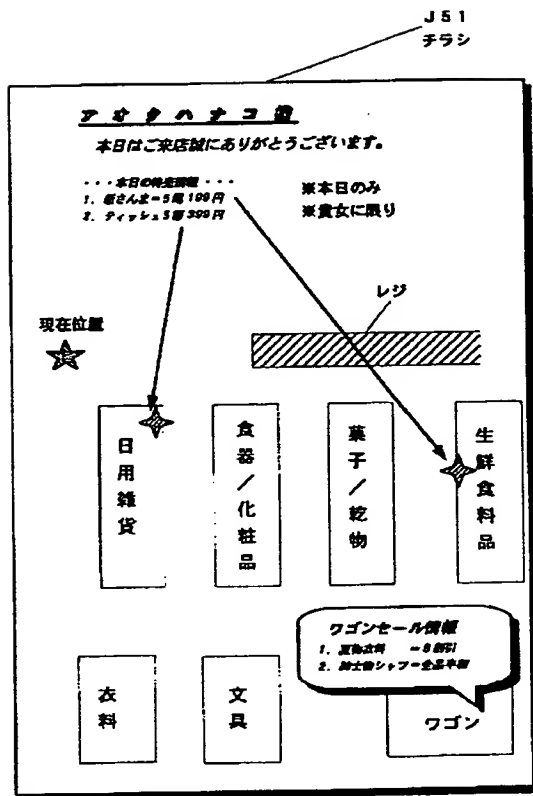 J51
チラシ
本日はご来店誠にありがとうございます。
・・・本日の特売情報・・・
※本日のみ
※貴女に限り
レジ
現在位置
日用雑貨
食器/化粧品
菓子/乾物
生鮮食料品
ワゴンセール情報
衣料
文具
ワゴン